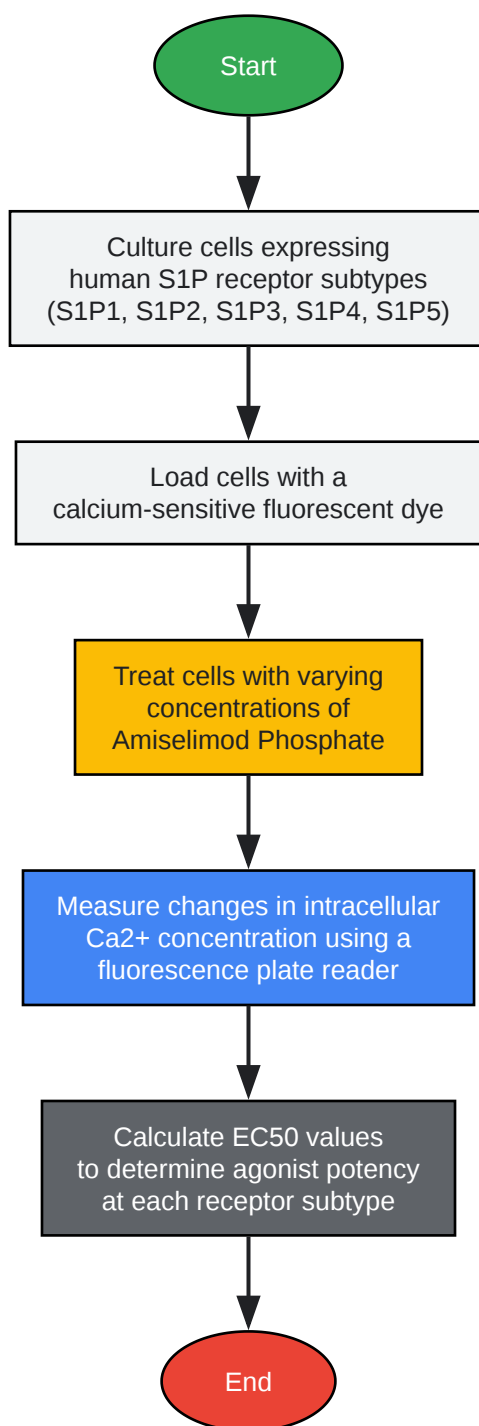 Start
Culture cells expressing
human S1P receptor subtypes
(S1P1, S1P2, S1P3, S1P4, S1P5)
Load cells with a
calcium-sensitive fluorescent dye
Treat cells with varying
concentrations of
Amiselimod Phosphate
Measure changes in intracellular
Ca2+ concentration using a
fluorescence plate reader
Calculate EC50 values
to determine agonist potency
at each receptor subtype
End